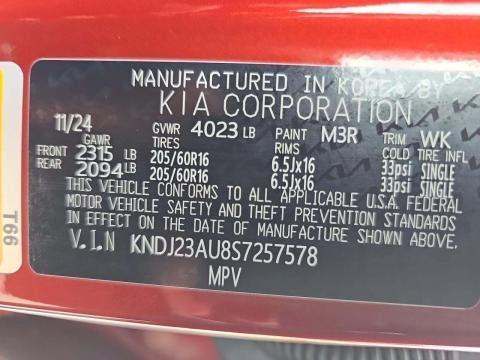 MANUFACTURED IN KOREA BY
KIA CORPORATION
11/24 GVWR 4023 LB PAINT M3R TRIM WK
GAWR TIRES RIMS COLD TIRE INFL
FRONT 2315 LB 205/60R16 6.5Jx16 33psi SINGLE
REAR 2094 LB 205/60R16 6.5Jx16 33psi SINGLE
THIS VEHICLE CONFORMS TO ALL APPLICABLE U.S.A. FEDERAL
MOTOR VEHICLE SAFETY AND THEFT PREVENTION STANDARDS
IN EFFECT ON THE DATE OF MANUFACTURE SHOWN ABOVE.
V.I.N KNDJ23AU8S7257578
MPV
T66